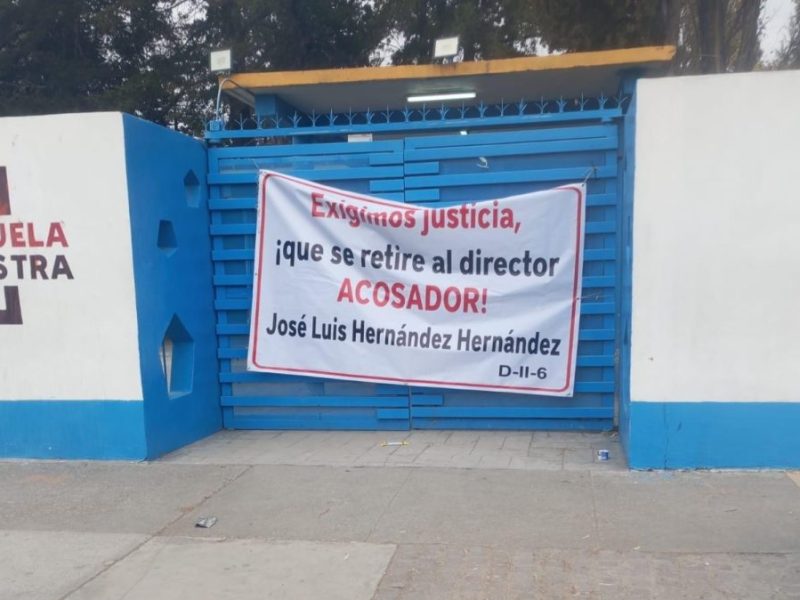 UELA
STRA
Exigimos justicia,
¡que se retire al director
ACOSADOR!
José Luis Hernández Hernández
D-II-6